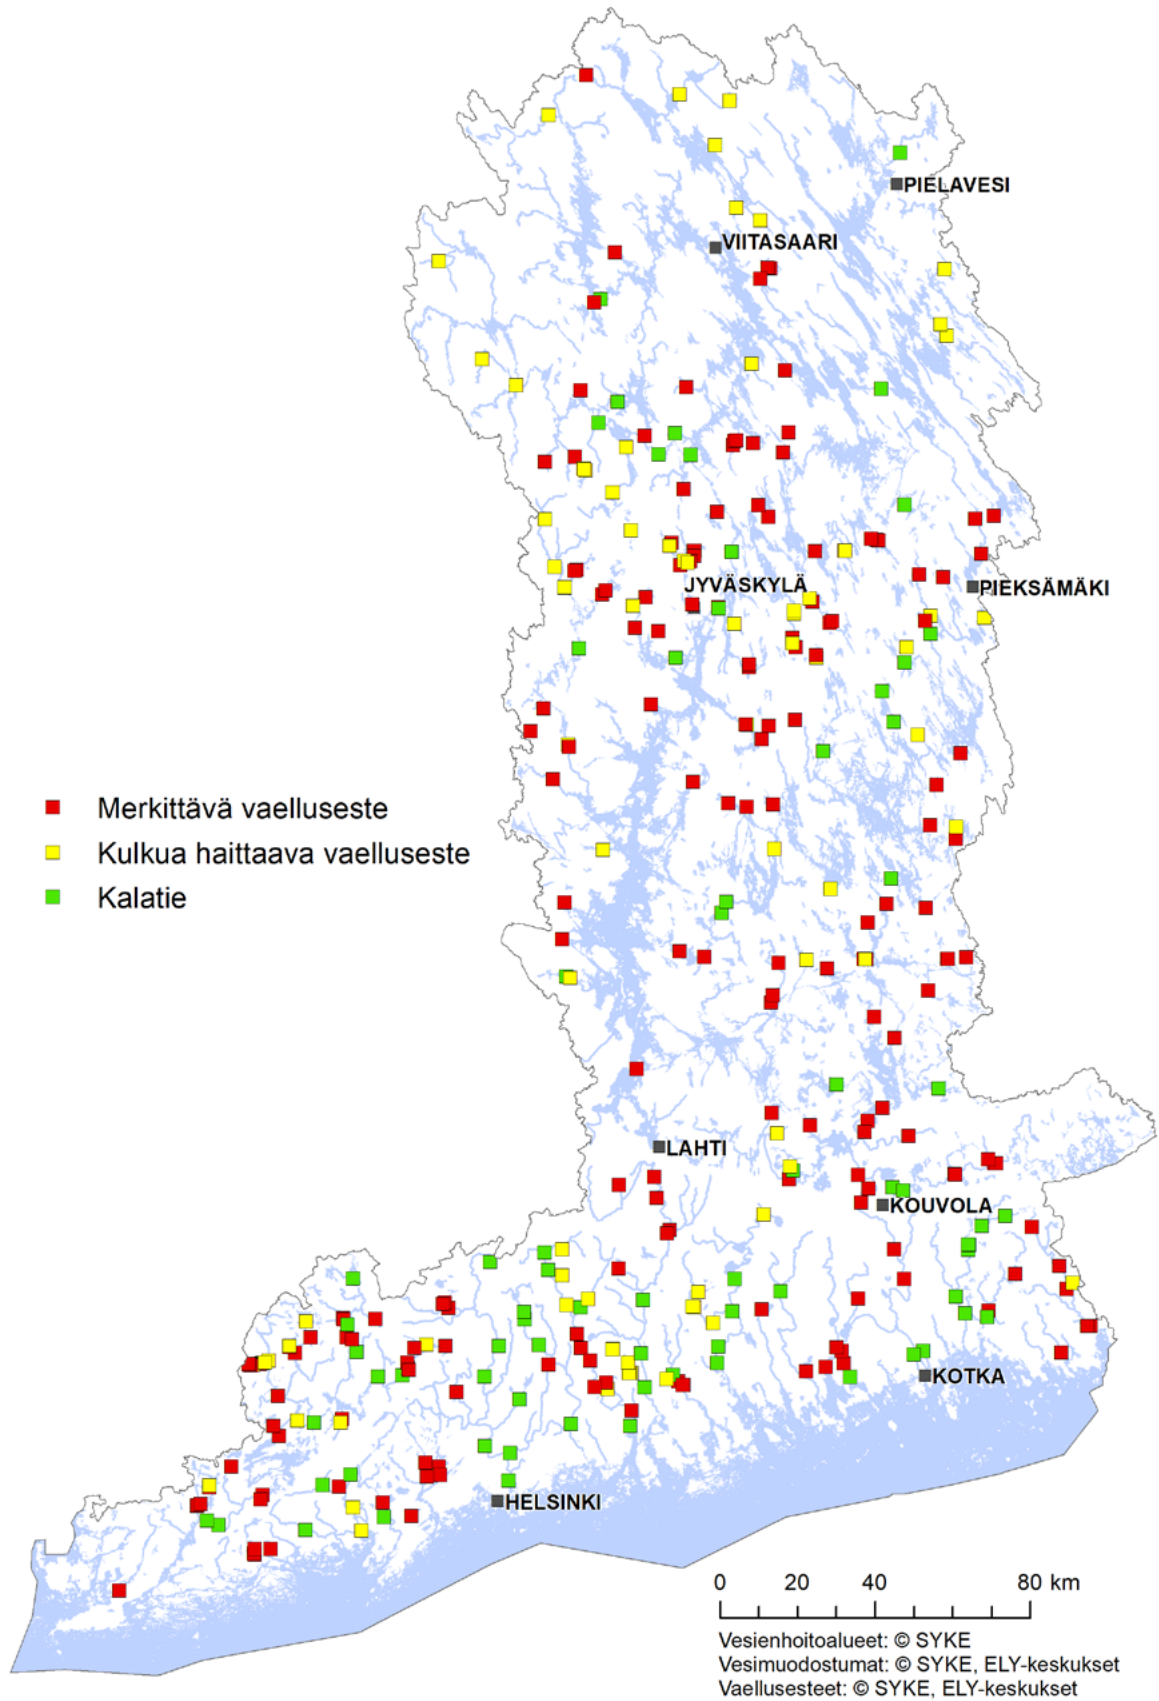 PIELAVESI
VIITASAARI
JYVÄSKYLÄ
PIEKSÄMÄKI
Merkittävä vaelluseste
Kulkua haittaava vaelluseste
Kalatie
LAHTI
KOUVOLA
KOTKA
HELSINKI
0 20 40 80 km
Vesienhoitoalueet: © SYKE
Vesimuodostumat: © SYKE, ELY-keskukset
Vaellusesteet: © SYKE, ELY-keskukset